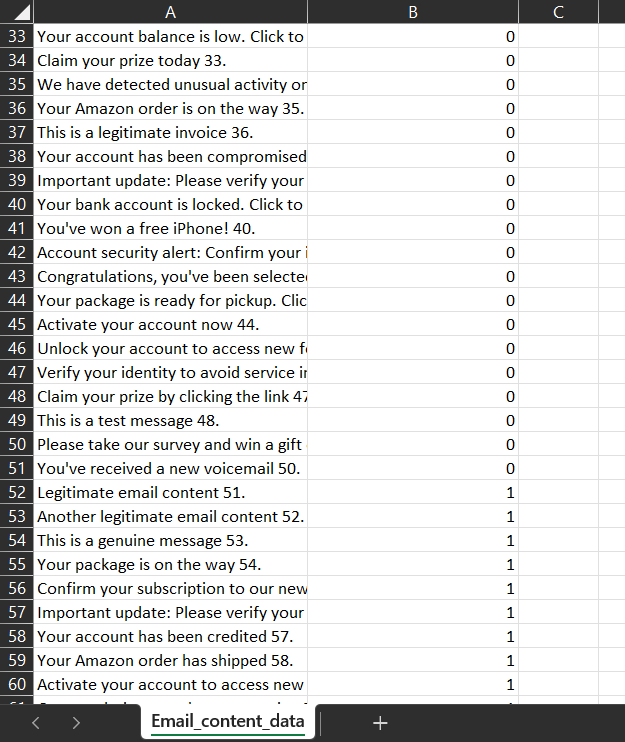 A B C
33 Your account balance is low. Click to 0
34 Claim your prize today 33. 0
35 We have detected unusual activity on 0
36 Your Amazon order is on the way 35. 0
37 This is a legitimate invoice 36. 0
38 Your account has been compromised 0
39 Important update: Please verify your 0
40 Your bank account is locked. Click to 0
41 You've won a free iPhone! 40. 0
42 Account security alert: Confirm your i 0
43 Congratulations, you've been selected 0
44 Your package is ready for pickup. Clic 0
45 Activate your account now 44. 0
46 Unlock your account to access new fe 0
47 Verify your identity to avoid service in 0
48 Claim your prize by clicking the link 47 0
49 This is a test message 48. 0
50 Please take our survey and win a gift 0
51 You've received a new voicemail 50. 0
52 Legitimate email content 51. 1
53 Another legitimate email content 52. 1
54 This is a genuine message 53. 1
55 Your package is on the way 54. 1
56 Confirm your subscription to our new 1
57 Important update: Please verify your 1
58 Your account has been credited 57. 1
59 Your Amazon order has shipped 58. 1
60 Activate your account to access new 1
Email_content_data